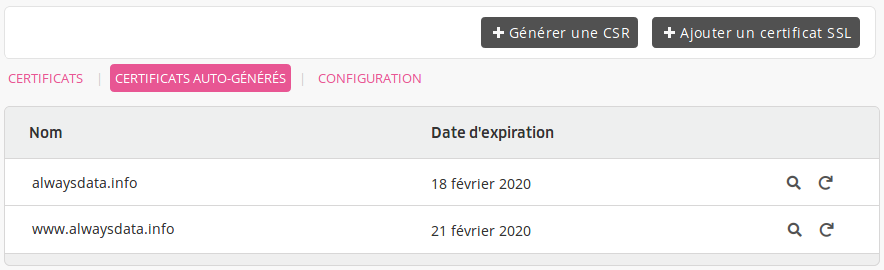 Générer une CSR Ajouter un certificat SSL
CERTIFICATS | CERTIFICATS AUTO-GÉNÉRÉS | CONFIGURATION
Nom Date d'expiration
alwaysdata.info 18 février 2020
www.alwaysdata.info 21 février 2020